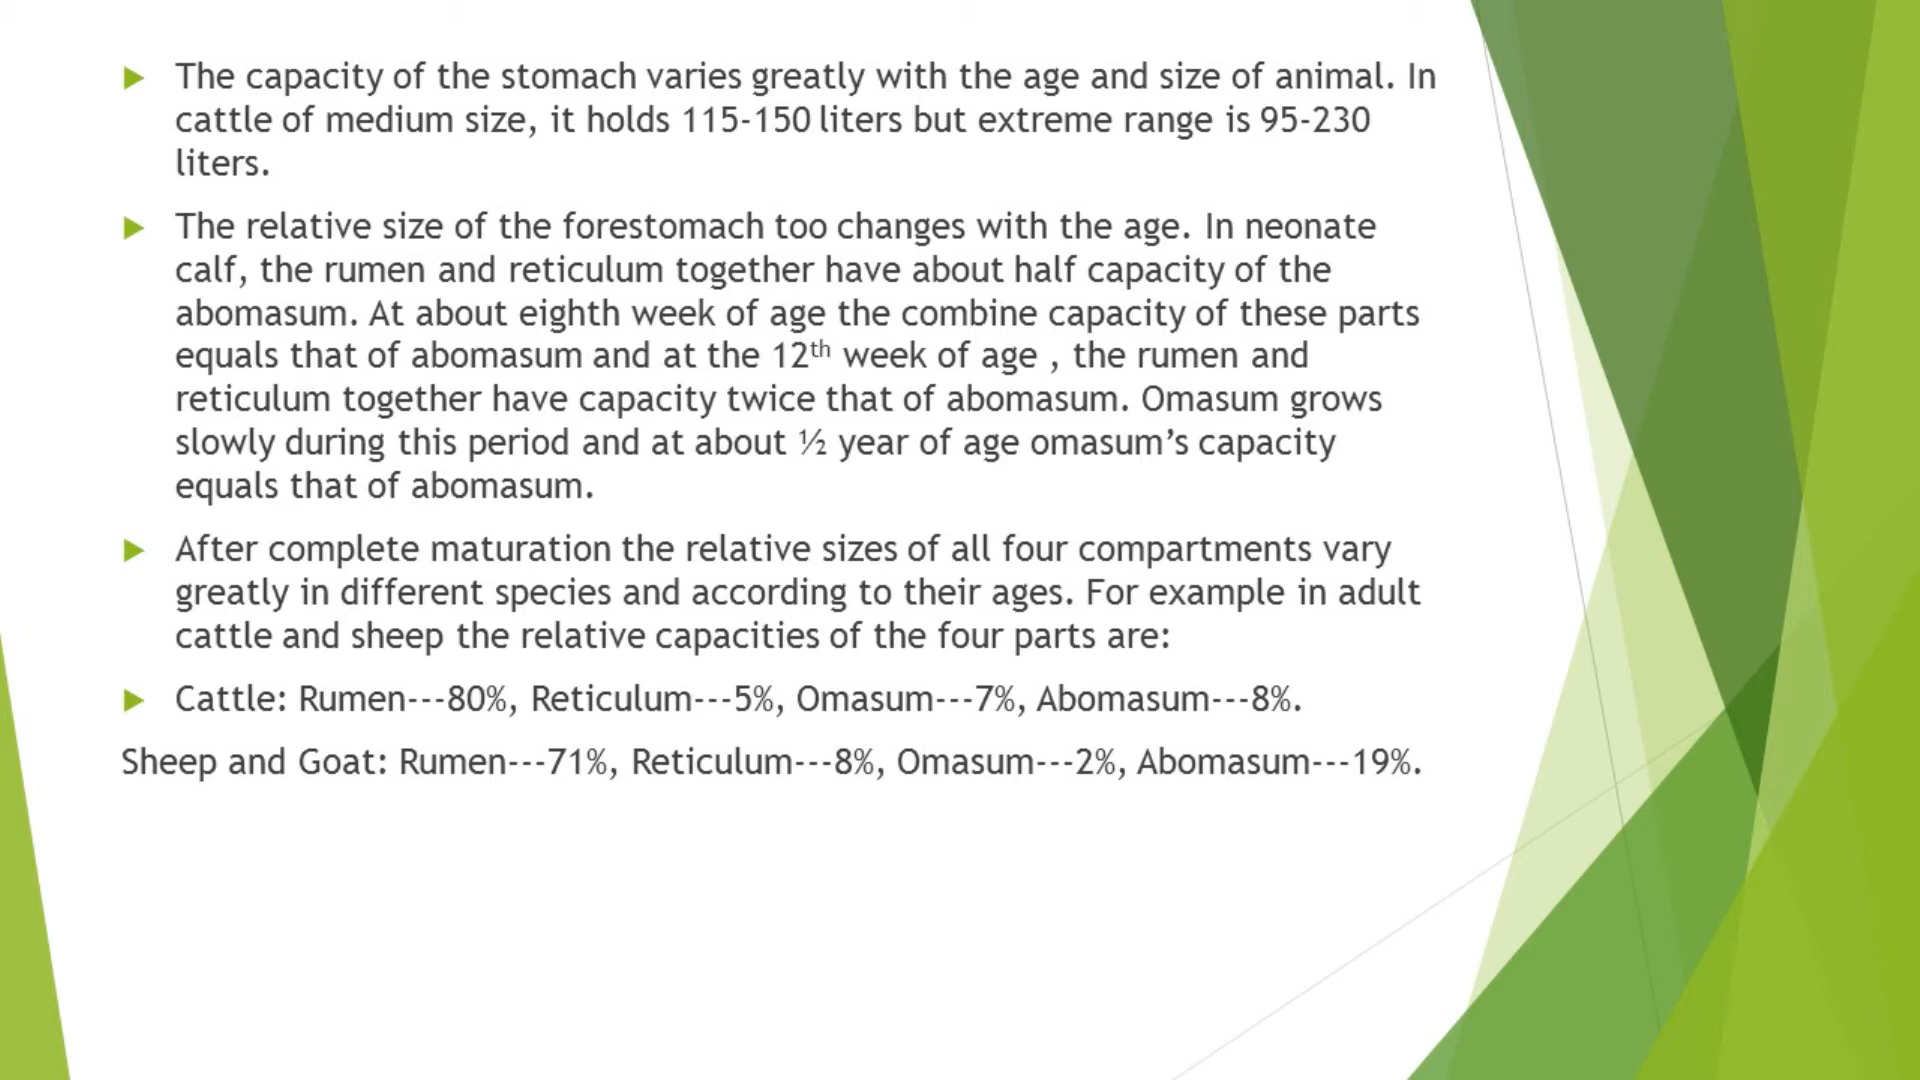 The capacity of the stomach varies greatly with the age and size of animal. In
cattle of medium size, it holds 115-150 liters but extreme range is 95-230
liters.
The relative size of the forestomach too changes with the age. In neonate
calf, the rumen and reticulum together have about half capacity of the
abomasum. At about eighth week of age the combine capacity of these parts
equals that of abomasum and at the 12th week of age , the rumen and
reticulum together have capacity twice that of abomasum. Omasum grows
slowly during this period and at about ½ year of age omasum’s capacity
equals that of abomasum.
After complete maturation the relative sizes of all four compartments vary
greatly in different species and according to their ages. For example in adult
cattle and sheep the relative capacities of the four parts are:
Cattle: Rumen---80%, Reticulum---5%, Omasum---7%, Abomasum---8%.
Sheep and Goat: Rumen---71%, Reticulum---8%, Omasum---2%, Abomasum---19%.